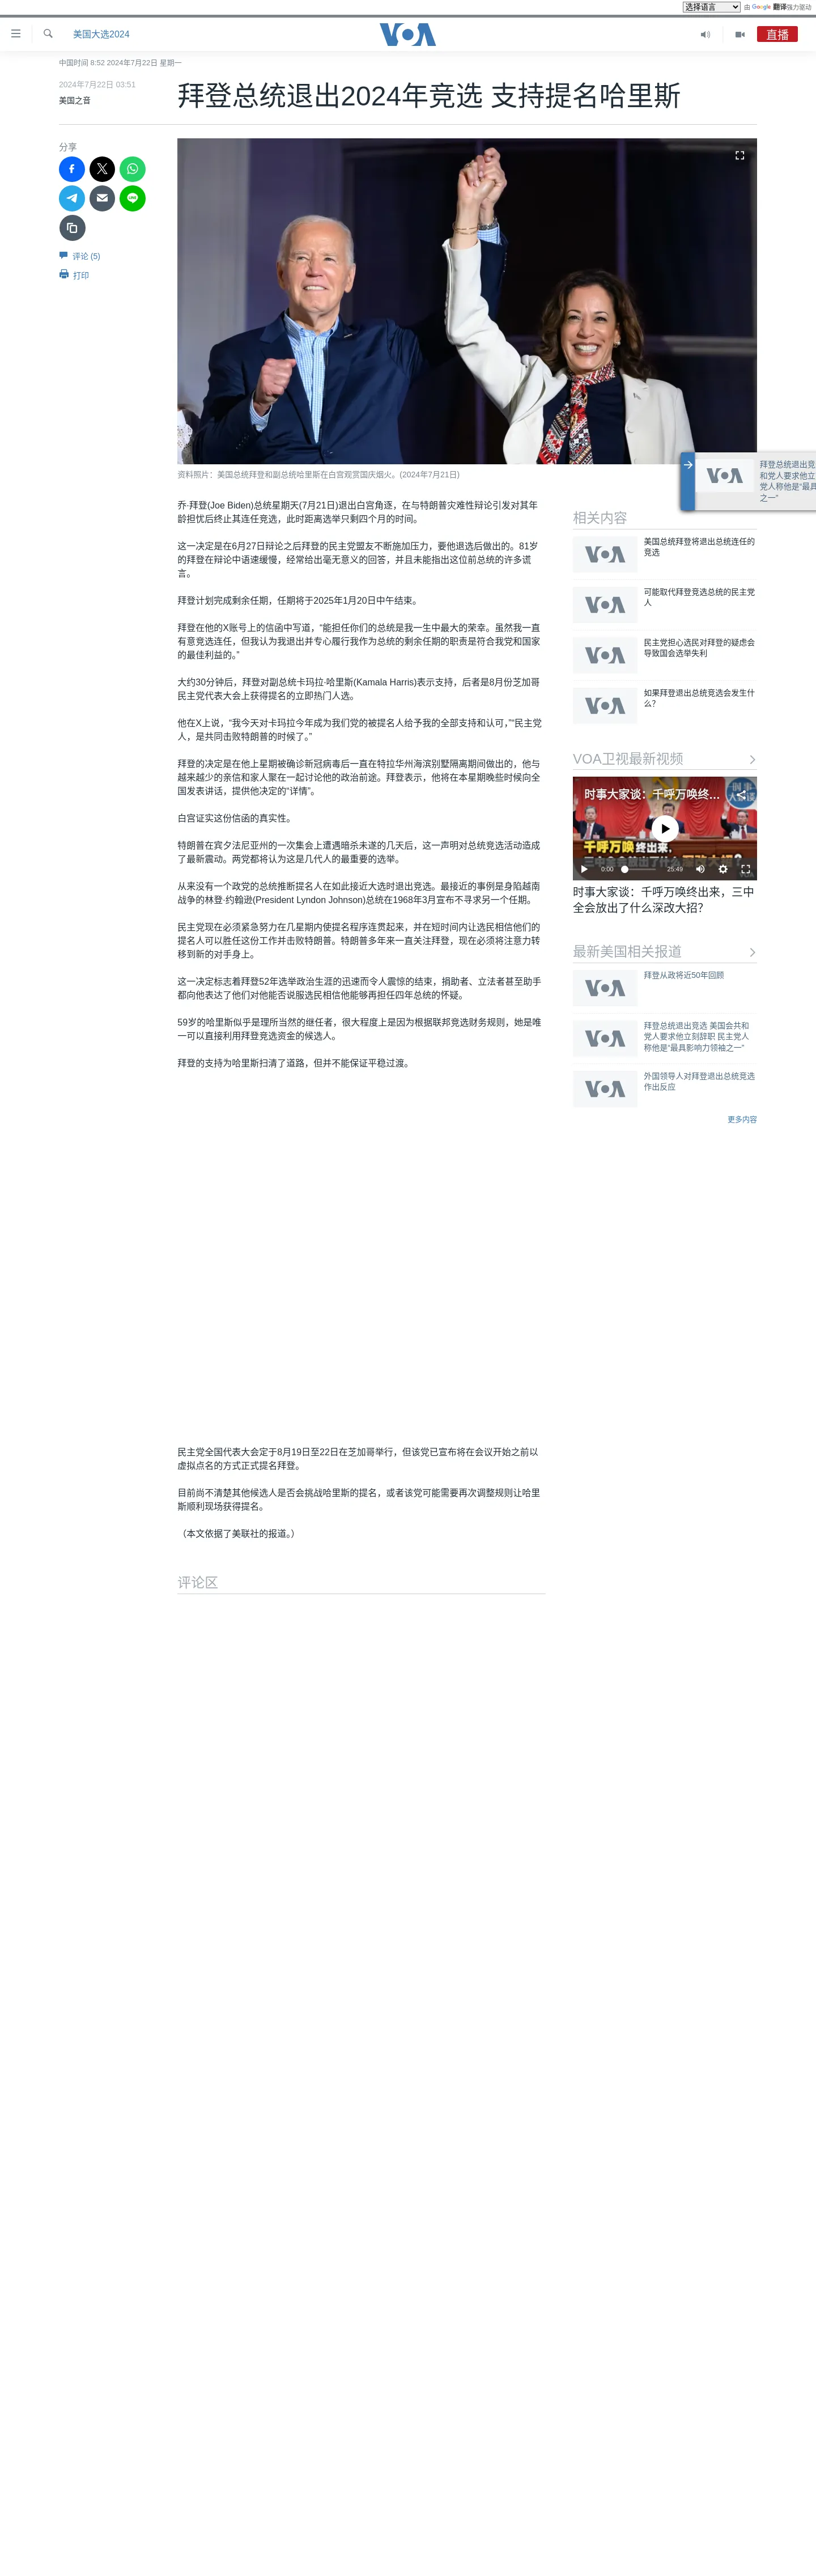 选择语言 由 Google 翻译强力驱动
美国大选2024
VOA
直播
中国时间 8:52 2024年7月22日 星期一
2024年7月22日 03:51
美国之音
拜登总统退出2024年竞选 支持提名哈里斯
分享
评论 (5)
打印
资料照片：美国总统拜登和副总统哈里斯在白宫观赏国庆烟火。(2024年7月21日)
乔·拜登(Joe Biden)总统星期天(7月21日)退出白宫角逐，在与特朗普灾难性辩论引发对其年
龄担忧后终止其连任竞选，此时距离选举只剩四个月的时间。
这一决定是在6月27日辩论之后拜登的民主党盟友不断施加压力，要他退选后做出的。81岁
的拜登在辩论中语速缓慢，经常给出毫无意义的回答，并且未能指出这位前总统的许多谎
言。
拜登计划完成剩余任期，任期将于2025年1月20日中午结束。
拜登在他的X账号上的信函中写道，“能担任你们的总统是我一生中最大的荣幸。虽然我一直
有意竞选连任，但我认为我退出并专心履行我作为总统的剩余任期的职责是符合我党和国家
的最佳利益的。”
大约30分钟后，拜登对副总统卡玛拉·哈里斯(Kamala Harris)表示支持，后者是8月份芝加哥
民主党代表大会上获得提名的立即热门人选。
他在X上说，“我今天对卡玛拉今年成为我们党的被提名人给予我的全部支持和认可，”“民主党
人，是共同击败特朗普的时候了。”
拜登的决定是在他上星期被确诊新冠病毒后一直在特拉华州海滨别墅隔离期间做出的，他与
越来越少的亲信和家人聚在一起讨论他的政治前途。拜登表示，他将在本星期晚些时候向全
国发表讲话，提供他决定的“详情”。
白宫证实这份信函的真实性。
特朗普在宾夕法尼亚州的一次集会上遭遇暗杀未遂的几天后，这一声明对总统竞选活动造成
了最新震动。两党都将认为这是几代人的最重要的选举。
从来没有一个政党的总统推断提名人在如此接近大选时退出竞选。最接近的事例是身陷越南
战争的林登·约翰逊(President Lyndon Johnson)总统在1968年3月宣布不寻求另一个任期。
民主党现在必须紧急努力在几星期内使提名程序连贯起来，并在短时间内让选民相信他们的
提名人可以胜任这份工作并击败特朗普。特朗普多年来一直关注拜登，现在必须将注意力转
移到新的对手身上。
这一决定标志着拜登52年选举政治生涯的迅速而令人震惊的结束，捐助者、立法者甚至助手
都向他表达了他们对他能否说服选民相信他能够再担任四年总统的怀疑。
59岁的哈里斯似乎是理所当然的继任者，很大程度上是因为根据联邦竞选财务规则，她是唯
一可以直接利用拜登竞选资金的候选人。
拜登的支持为哈里斯扫清了道路，但并不能保证平稳过渡。
民主党全国代表大会定于8月19日至22日在芝加哥举行，但该党已宣布将在会议开始之前以
虚拟点名的方式正式提名拜登。
目前尚不清楚其他候选人是否会挑战哈里斯的提名，或者该党可能需要再次调整规则让哈里
斯顺利现场获得提名。
（本文依据了美联社的报道。）
评论区
VOA
拜登总统退出竞
和党人要求他立
党人称他是“最具
之一”
相关内容
VOA
美国总统拜登将退出总统连任的
竞选
VOA
可能取代拜登竞选总统的民主党
人
VOA
民主党担心选民对拜登的疑虑会
导致国会选举失利
VOA
如果拜登退出总统竞选会发生什
么？
VOA卫视最新视频
时事大家谈：千呼万唤终…
千呼万唤终出来，
0:00
25:49
时事大家谈：千呼万唤终出来，三中
全会放出了什么深改大招？
最新美国相关报道
VOA
拜登从政将近50年回顾
VOA
拜登总统退出竞选 美国会共和
党人要求他立刻辞职 民主党人
称他是“最具影响力领袖之一”
VOA
外国领导人对拜登退出总统竞选
作出反应
更多内容